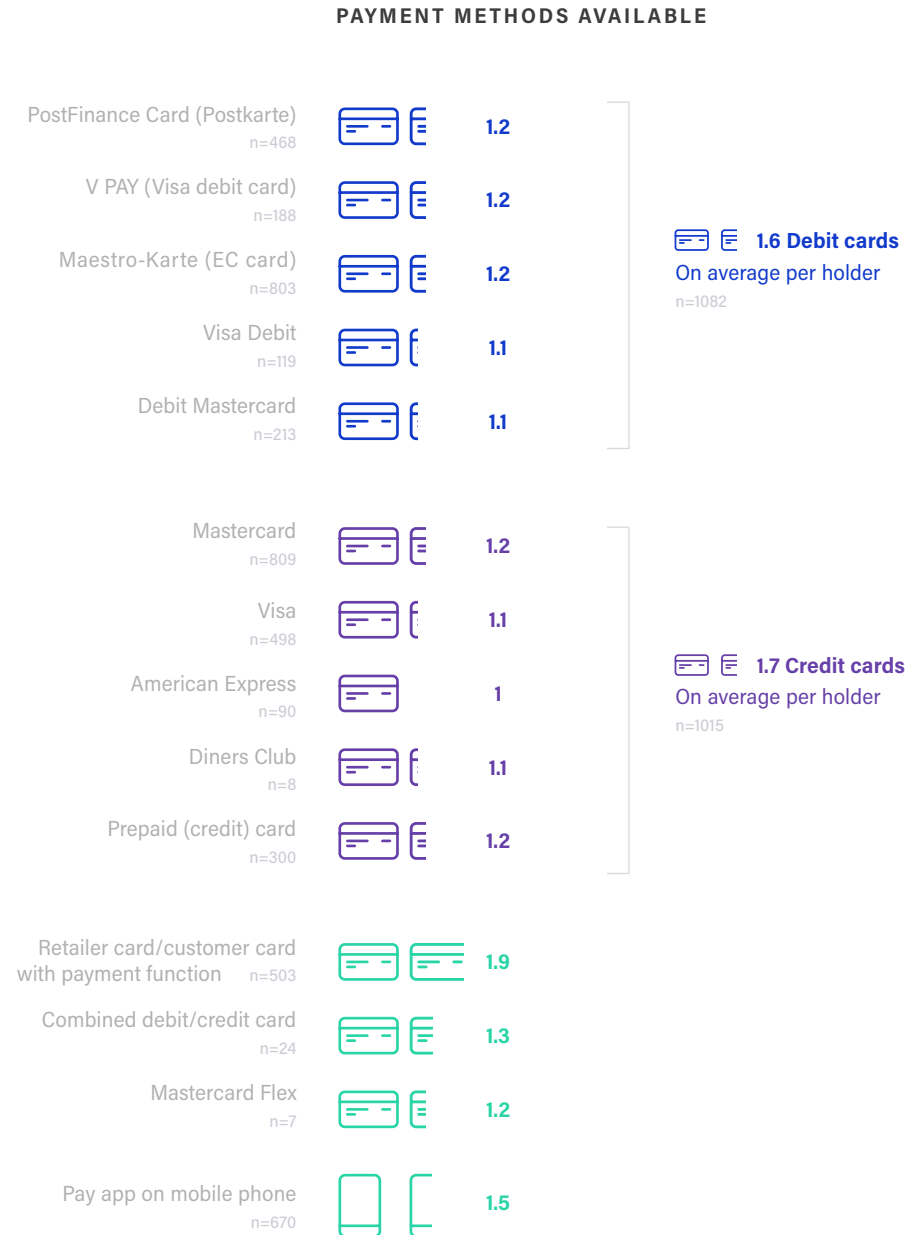 PAYMENT METHODS AVAILABLE
PostFinance Card (Postkarte)
n=468
1.2
V PAY (Visa debit card)
n=188
1.2
Maestro-Karte (EC card)
n=803
1.2
Visa Debit
n=119
1.1
Debit Mastercard
n=213
1.1
1.6 Debit cards
On average per holder
n=1082
Mastercard
n=809
1.2
Visa
n=498
1.1
American Express
n=90
1
Diners Club
n=8
1.1
Prepaid (credit) card
n=300
1.2
1.7 Credit cards
On average per holder
n=1015
Retailer card/customer card
with payment function n=503
1.9
Combined debit/credit card
n=24
1.3
Mastercard Flex
n=7
1.2
Pay app on mobile phone
n=670
1.5